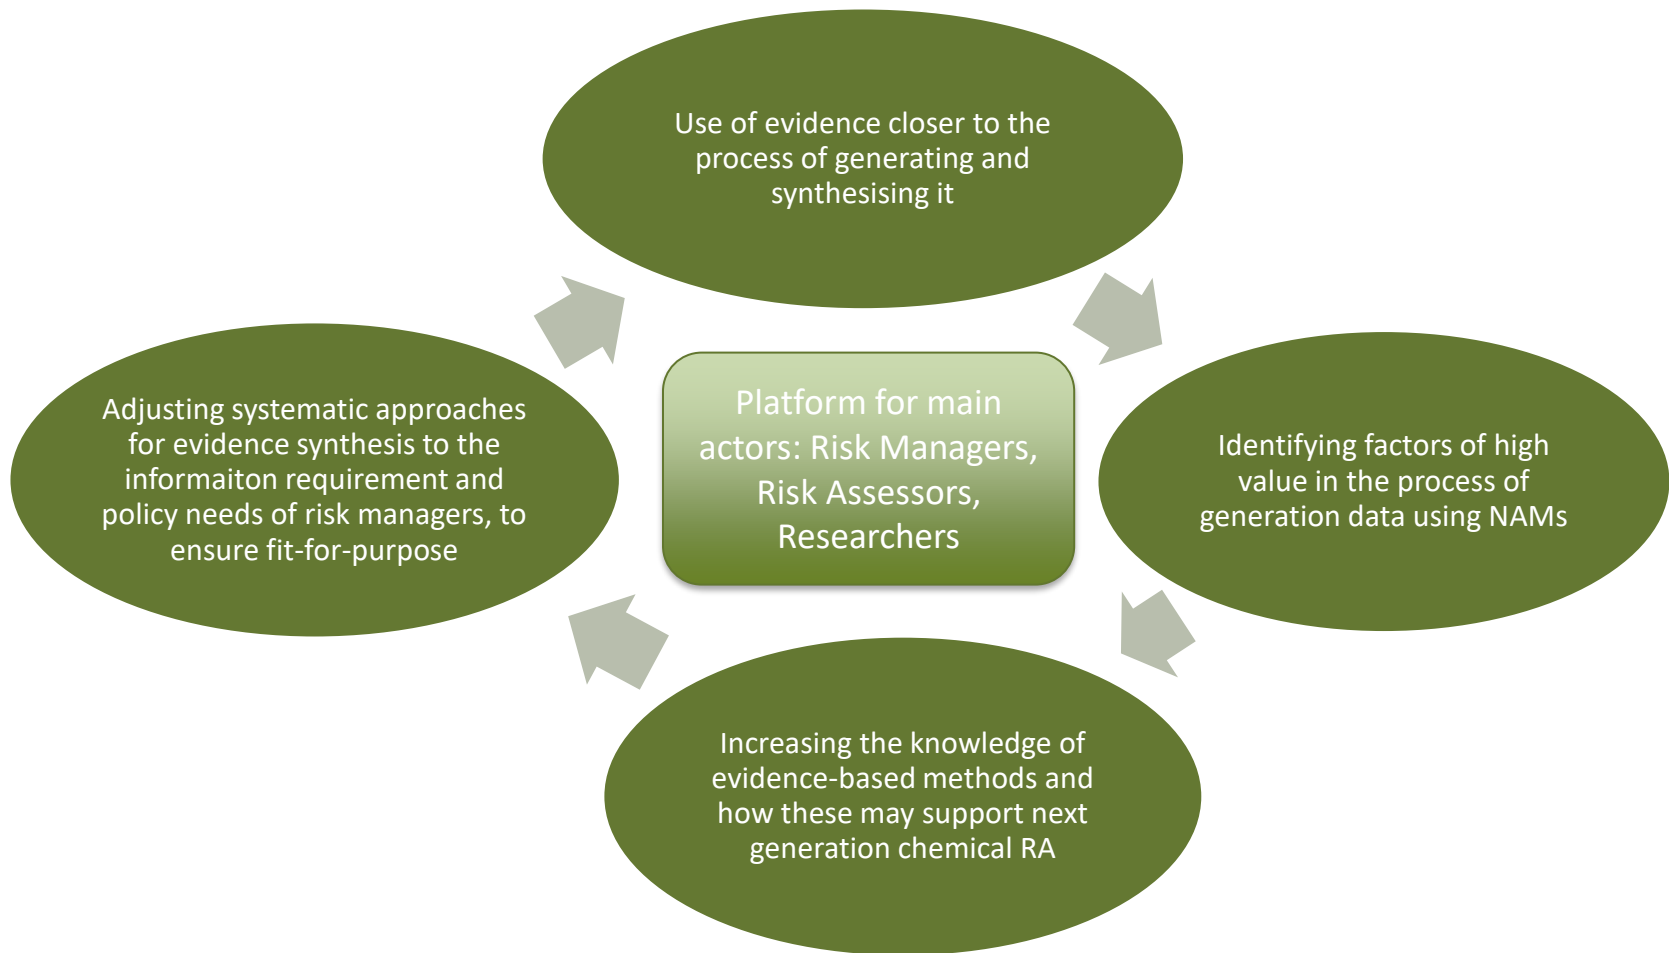 Use of evidence closer to the
process of generating and
synthesising it
Adjusting systematic approaches
for evidence synthesis to the
informaiton requirement and
policy needs of risk managers, to
ensure fit-for-purpose
Platform for main
actors: Risk Managers,
Risk Assessors,
Researchers
Identifying factors of high
value in the process of
generation data using NAMs
Increasing the knowledge of
evidence-based methods and
how these may support next
generation chemical RA